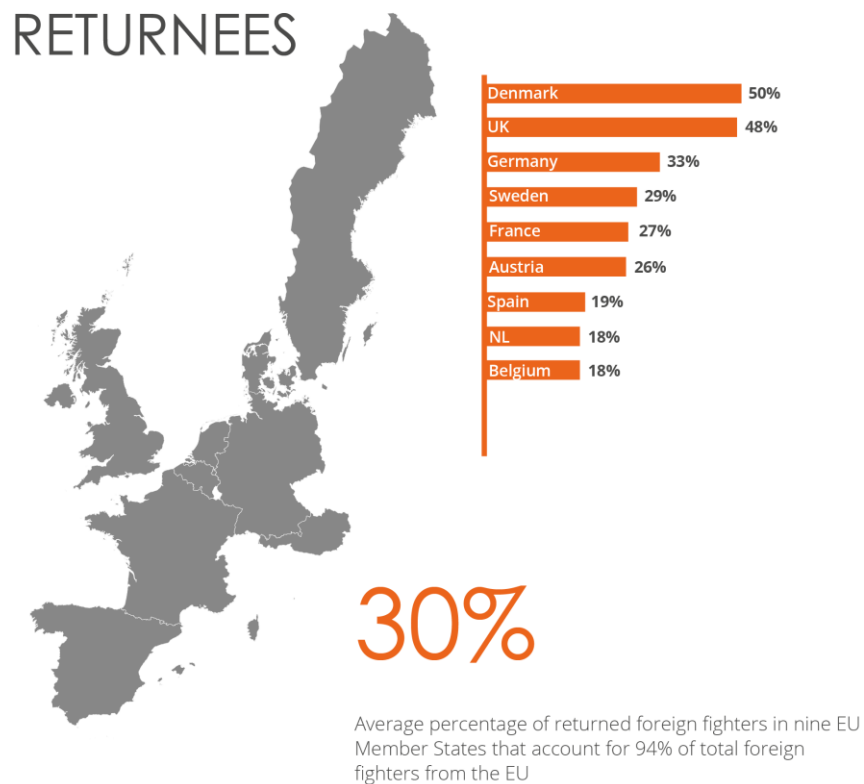 RETURNEES
Denmark 50%
UK 48%
Germany 33%
Sweden 29%
France 27%
Austria 26%
Spain 19%
NL 18%
Belgium 18%
30%
Average percentage of returned foreign fighters in nine EU
Member States that account for 94% of total foreign
fighters from the EU